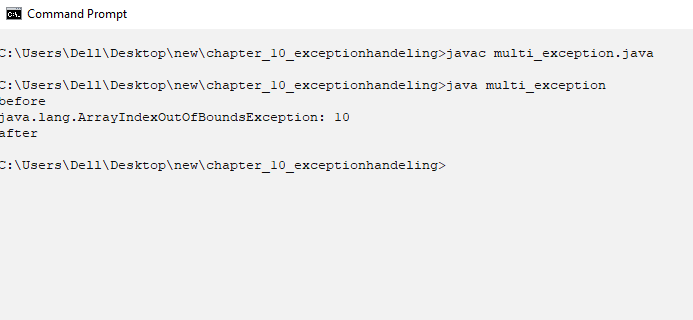 Command Prompt
C:\Users\Dell\Desktop\new\chapter_10_exceptionhandeling>javac multi_exception.java
C:\Users\Dell\Desktop\new\chapter_10_exceptionhandeling>java multi_exception
before
java.lang.ArrayIndexOutOfBoundsException: 10
after
C:\Users\Dell\Desktop\new\chapter_10_exceptionhandeling>